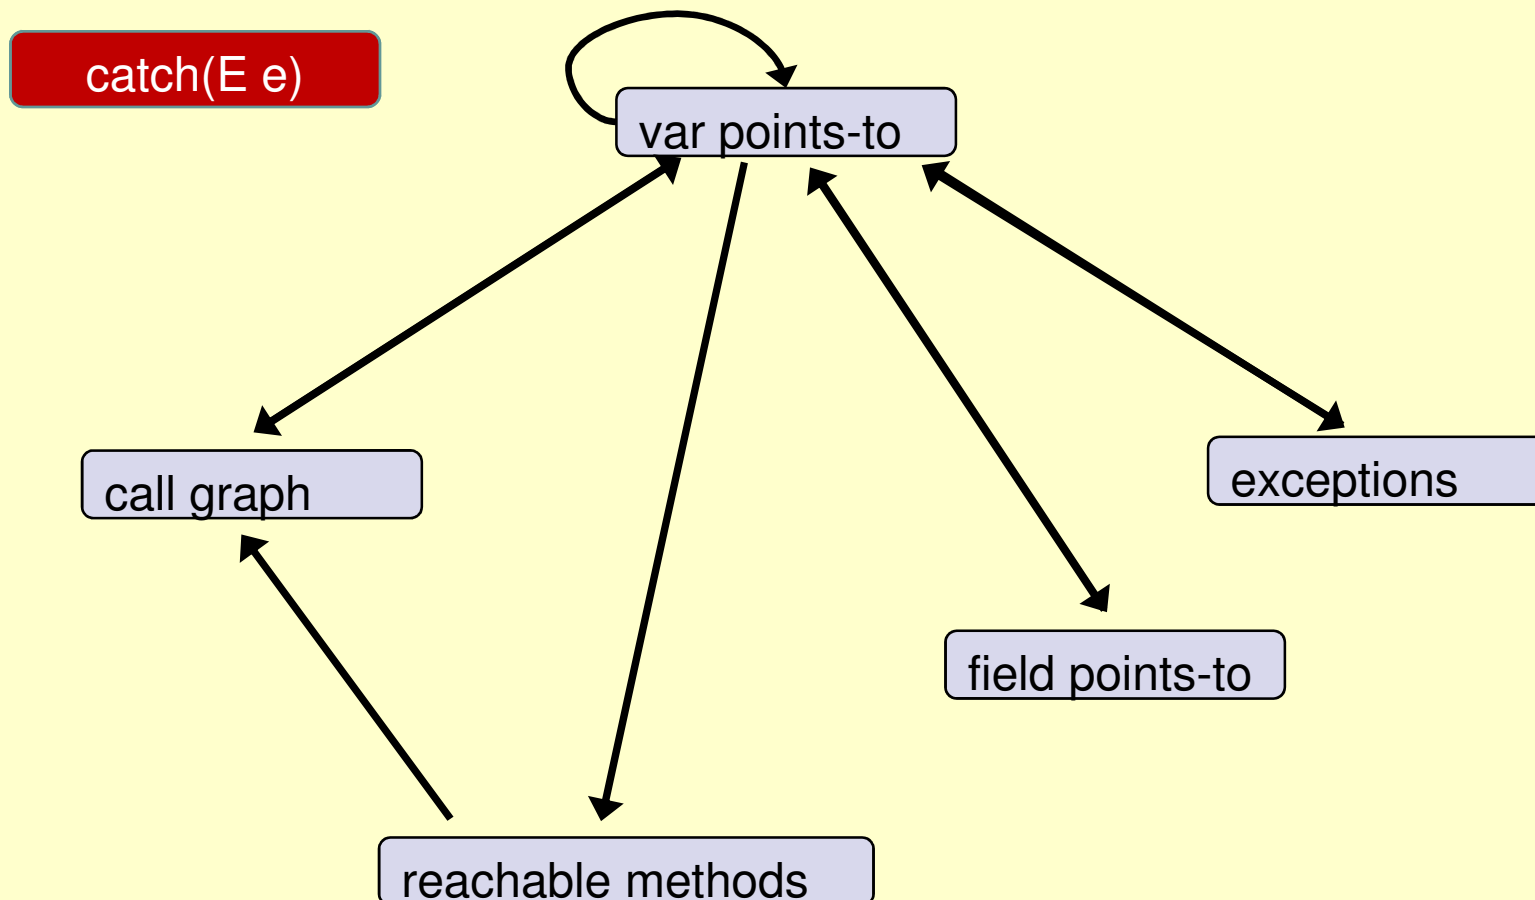 catch(E e)
var points-to
call graph
exceptions
field points-to
reachable methods